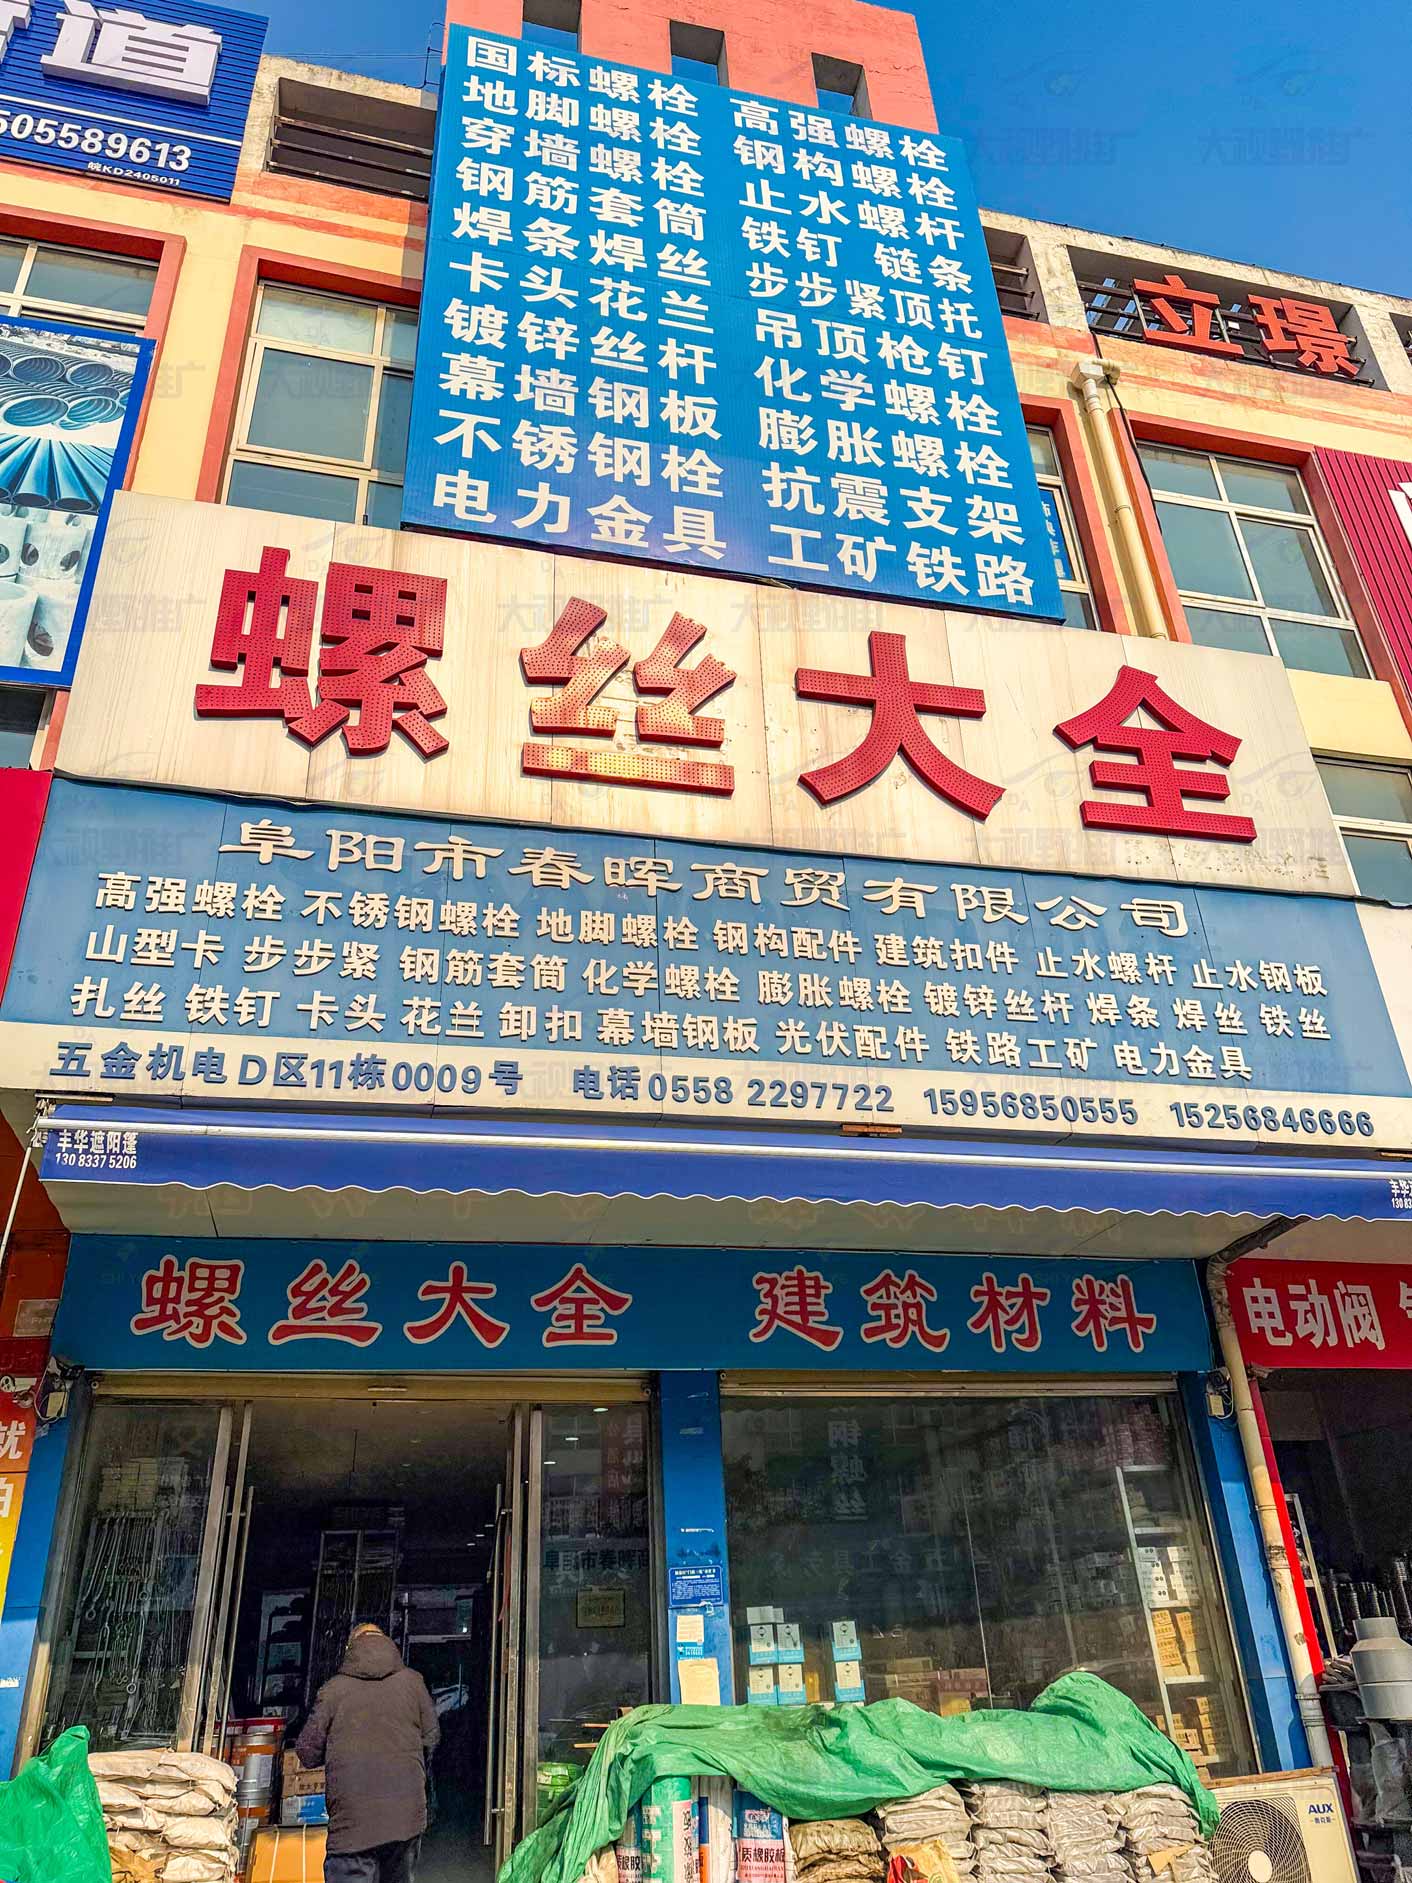 道
505589613
皖KD2405011
国标螺栓 高强螺栓
地脚螺栓 钢构螺栓
穿墙螺栓 止水螺杆
钢筋套筒 铁钉 链条
焊条焊丝 步步紧顶托
卡头花兰 吊顶枪钉
镀锌丝杆 化学螺栓
幕墙钢板 膨胀螺栓
不锈钢栓 抗震支架
电力金具 工矿铁路
立璟
螺丝大全
阜阳市春晖商贸有限公司
高强螺栓 不锈钢螺栓 地脚螺栓 钢构配件 建筑扣件 止水螺杆 止水钢板
山型卡 步步紧 钢筋套筒 化学螺栓 膨胀螺栓 镀锌丝杆 焊条 焊丝 铁丝
扎丝 铁钉 卡头 花兰 卸扣 幕墙钢板 光伏配件 铁路工矿 电力金具
五金机电D区11栋0009号 电话0558 2297722 15956850555 15256846666
丰华遮阳篷
130 8337 5206
丰华
螺丝大全 建筑材料
电动阀
就
AUX
大视野推广